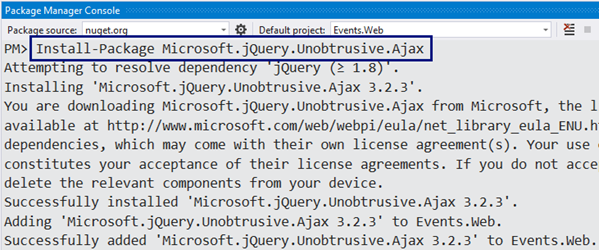 Package Manager Console
Package source: nuget.org Default project: Events.Web
PM> Install-Package Microsoft.jQuery.Unobtrusive.Ajax
Attempting to resolve dependency 'jQuery (≥ 1.8)'.
Installing 'Microsoft.jQuery.Unobtrusive.Ajax 3.2.3'.
You are downloading Microsoft.jQuery.Unobtrusive.Ajax from Microsoft, the l
available at http://www.microsoft.com/web/webpi/eula/net_library_eula_ENU.h
dependencies, which may come with their own license agreement(s). Your use
constitutes your acceptance of their license agreements. If you do not acce
delete the relevant components from your device.
Successfully installed 'Microsoft.jQuery.Unobtrusive.Ajax 3.2.3'.
Adding 'Microsoft.jQuery.Unobtrusive.Ajax 3.2.3' to Events.Web.
Successfully added 'Microsoft.jQuery.Unobtrusive.Ajax 3.2.3' to Events.Web.